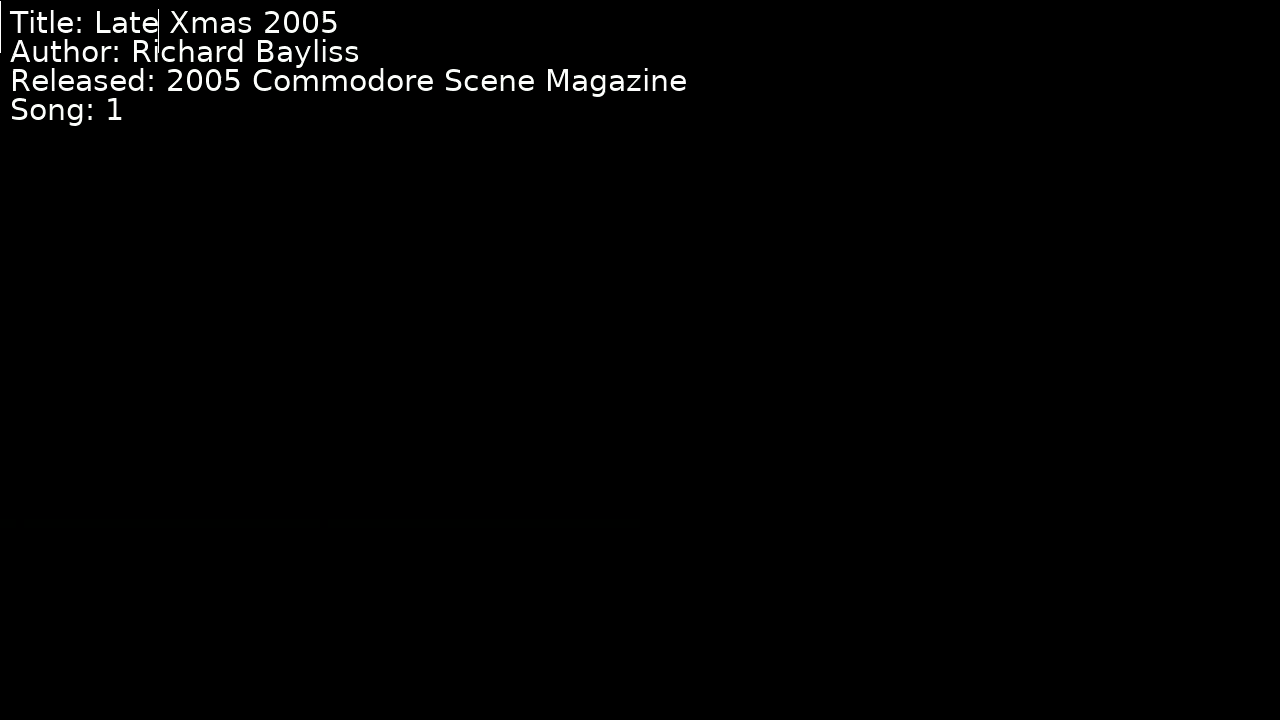 Title: Late Xmas 2005
Author: Richard Bayliss
Released: 2005 Commodore Scene Magazine
Song: 1